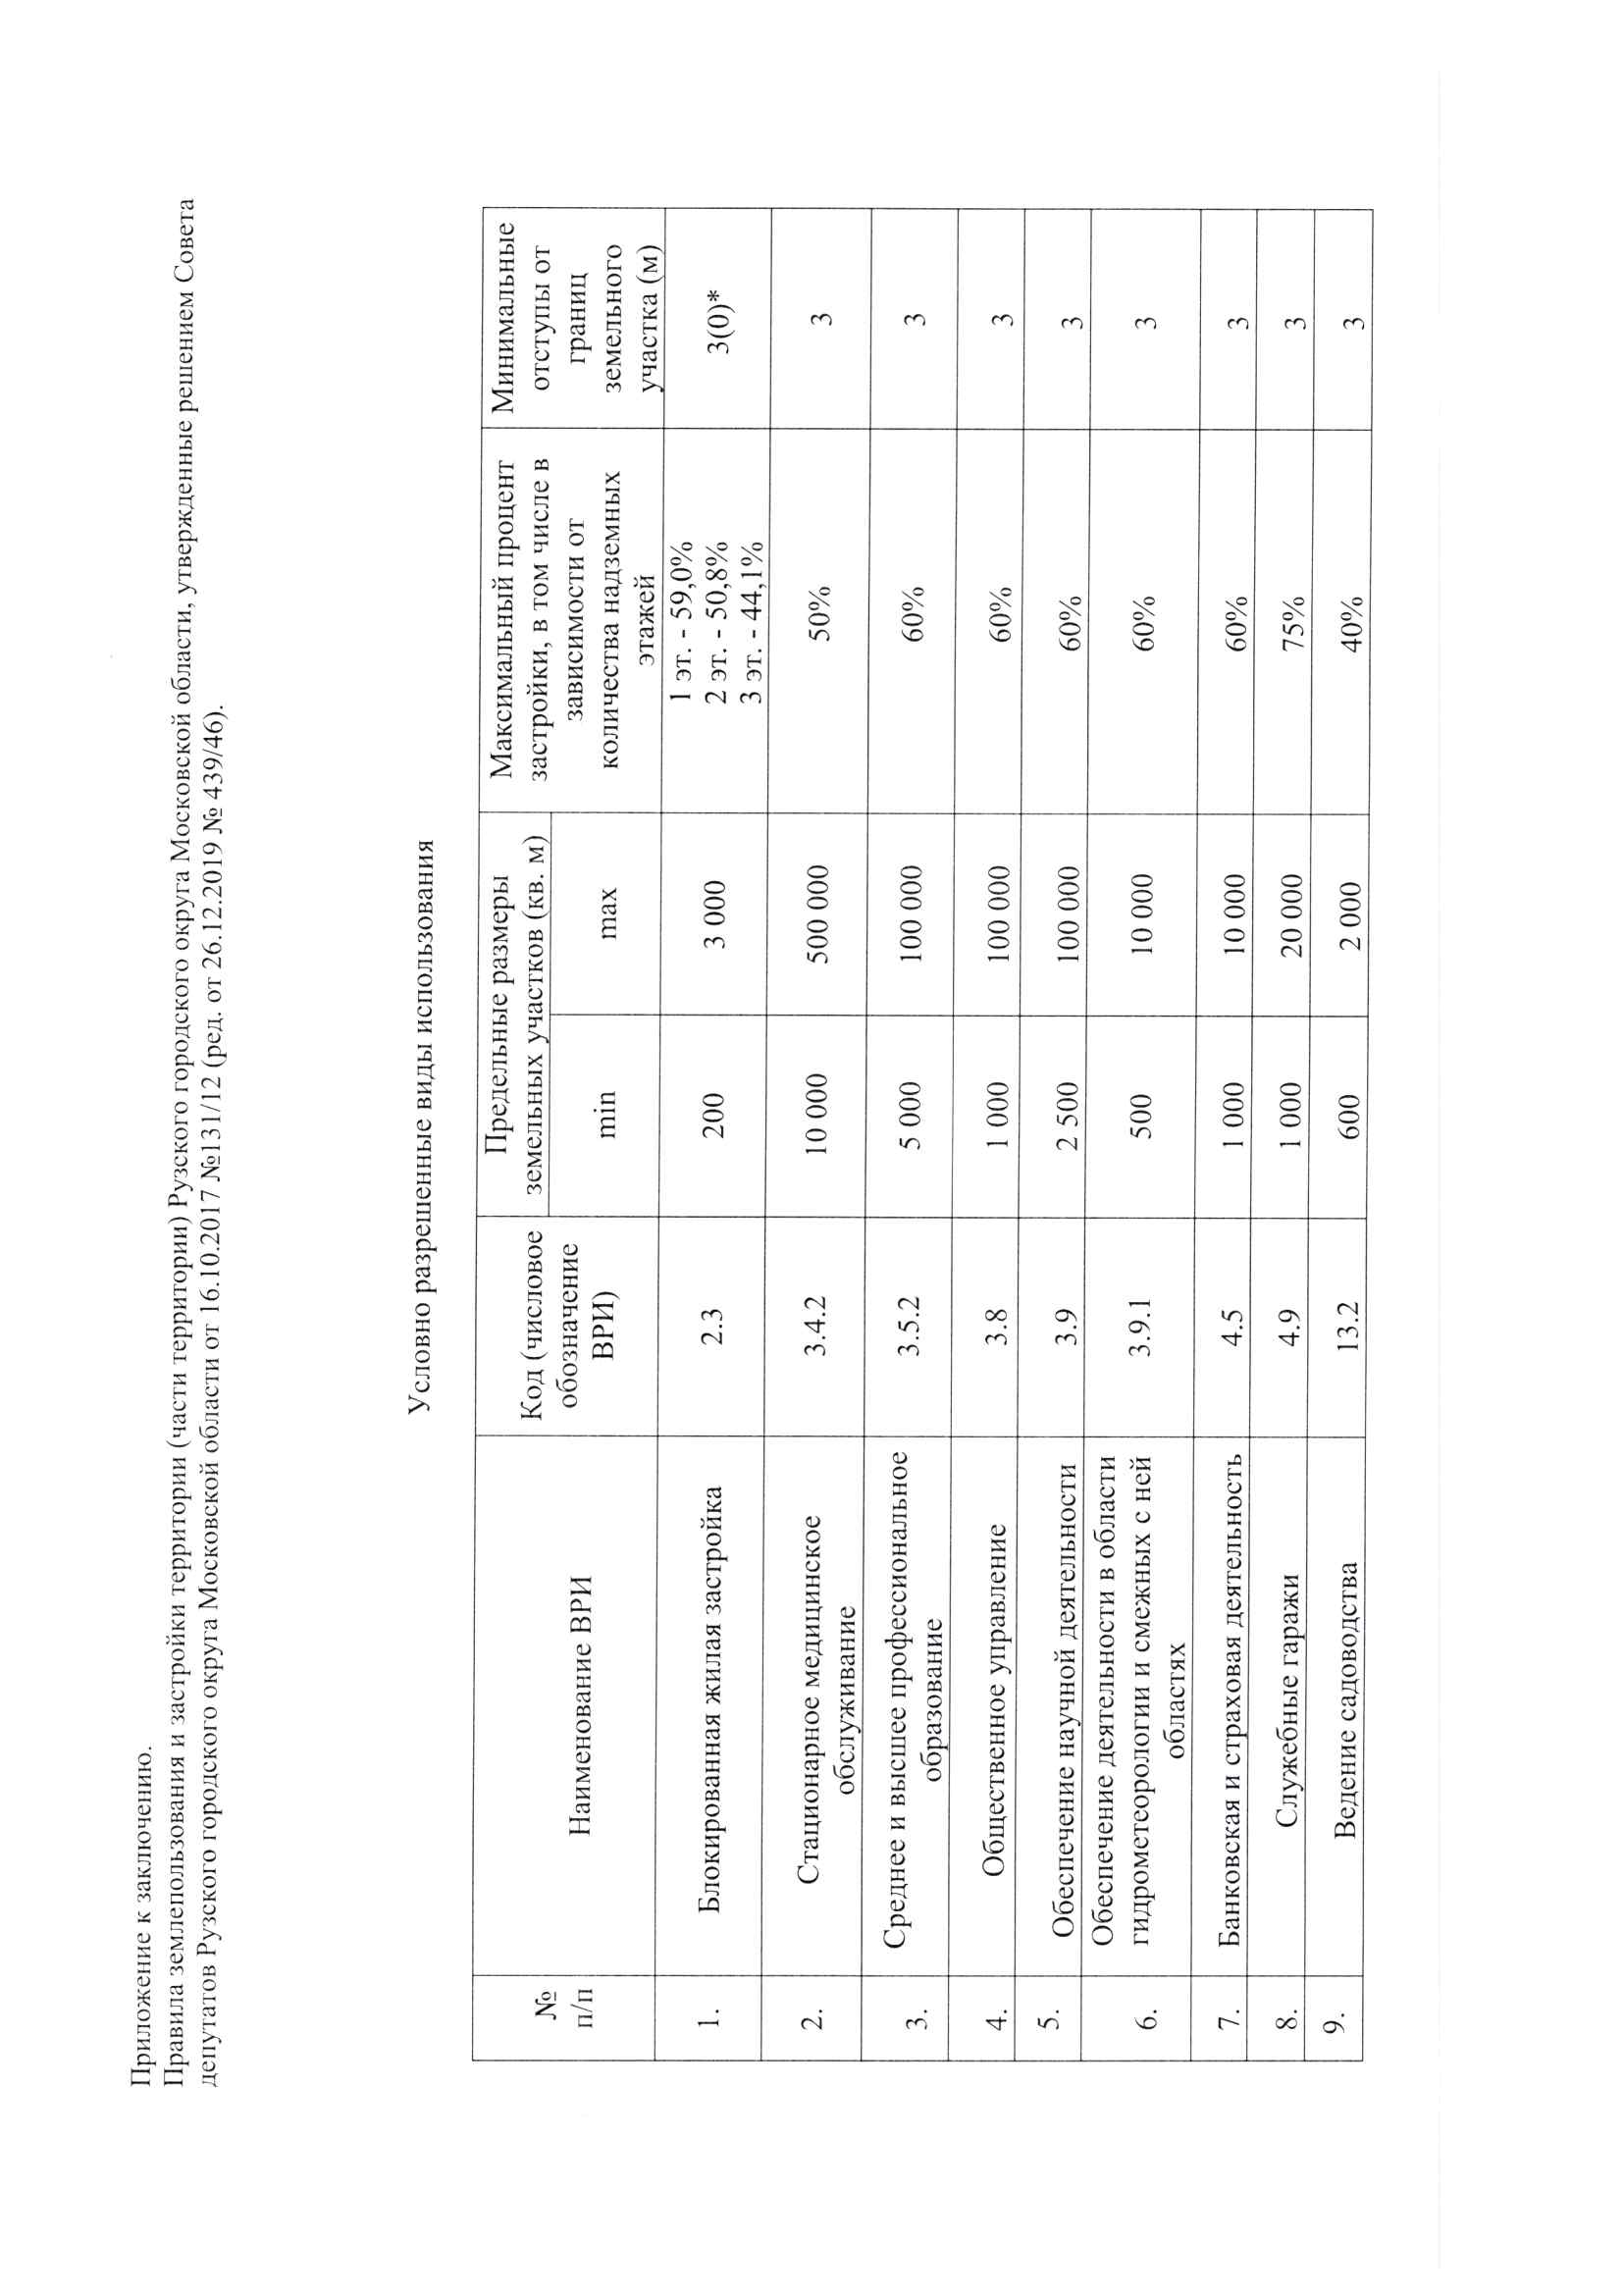 Приложение к заключению.
Правила землепользования и застройки территории (части территории) Рузского городского округа Московской области, утвержденные решением Совета
депутатов Рузского городского округа Московской области от 16.10.2017 №131/12 (ред. от 26.12.2019 № 439/46).
Условно разрешенные виды использования
№
п/п
Наименование ВРИ
Код (числовое
обозначение
ВРИ)
Предельные размеры
земельных участков (кв. м)
min
max
Максимальный процент
застройки, в том числе в
зависимости от
количества надземных
этажей
Минимальные
отступы от
границ
земельного
участка (м)
1.
Блокированная жилая застройка
2.3
200
3 000
1 эт. - 59,0%
2 эт. - 50,8%
3 эт. - 44,1%
3(0)*
2.
Стационарное медицинское
обслуживание
3.4.2
10 000
500 000
50%
3
3.
Среднее и высшее профессиональное
образование
3.5.2
5 000
100 000
60%
3
4.
Общественное управление
3.8
1 000
100 000
60%
3
5.
Обеспечение научной деятельности
3.9
2 500
100 000
60%
3
6.
Обеспечение деятельности в области
гидрометеорологии и смежных с ней
областях
3.9.1
500
10 000
60%
3
7.
Банковская и страховая деятельность
4.5
1 000
10 000
60%
3
8.
Служебные гаражи
4.9
1 000
20 000
75%
3
9.
Ведение садоводства
13.2
600
2 000
40%
3